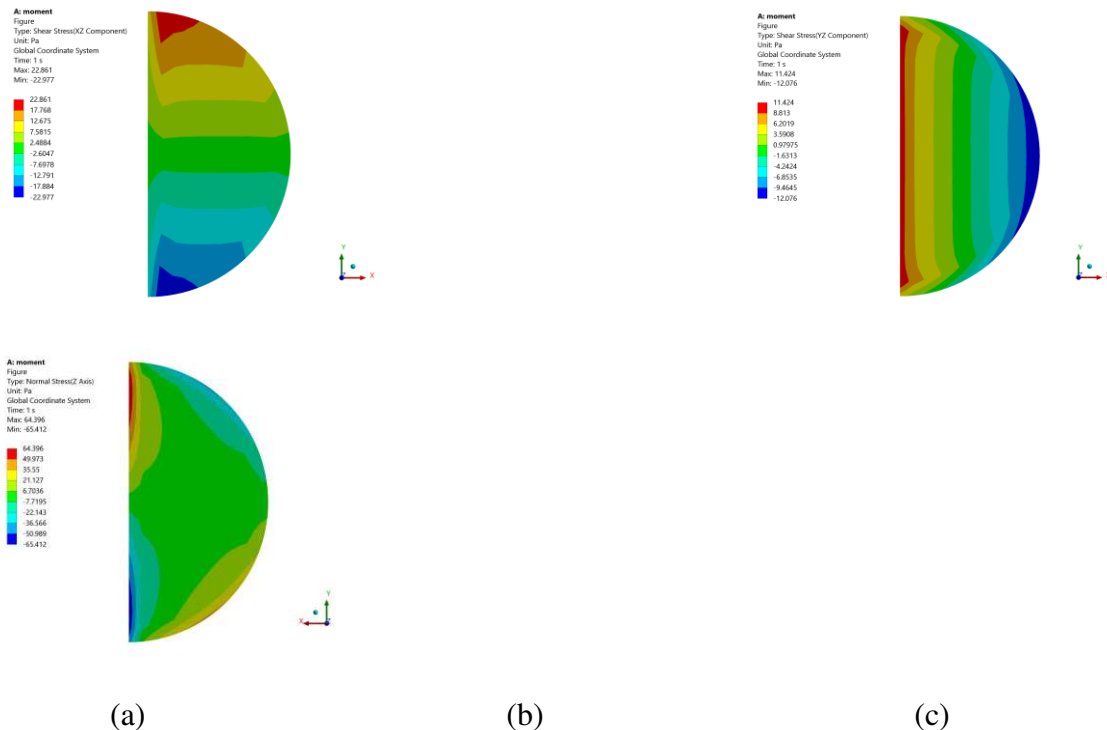 A: moment
Figure
Type: Shear Stress(XZ Component)
Unit: Pa
Global Coordinate System
Time: 1 s
Max: 22.861
Min: -22.977
22.861
17.768
12.675
7.5815
2.4884
-2.6047
-7.6978
-12.791
-17.884
-22.977
Y
Z
X
A: moment
Figure
Type: Shear Stress(YZ Component)
Unit: Pa
Global Coordinate System
Time: 1 s
Max: 11.424
Min: -12.076
11.424
8.813
6.2019
3.5908
0.97975
-1.6313
-4.2424
-6.8535
-9.4645
-12.076
Y
Z
A: moment
Figure
Type: Normal Stress(Z Axis)
Unit: Pa
Global Coordinate System
Time: 1 s
Max: 64.396
Min: -65.412
64.396
49.973
35.55
21.127
6.7036
-7.7195
-22.143
-36.566
-50.989
-65.412
Y
X
Z
(a) (b) (c)